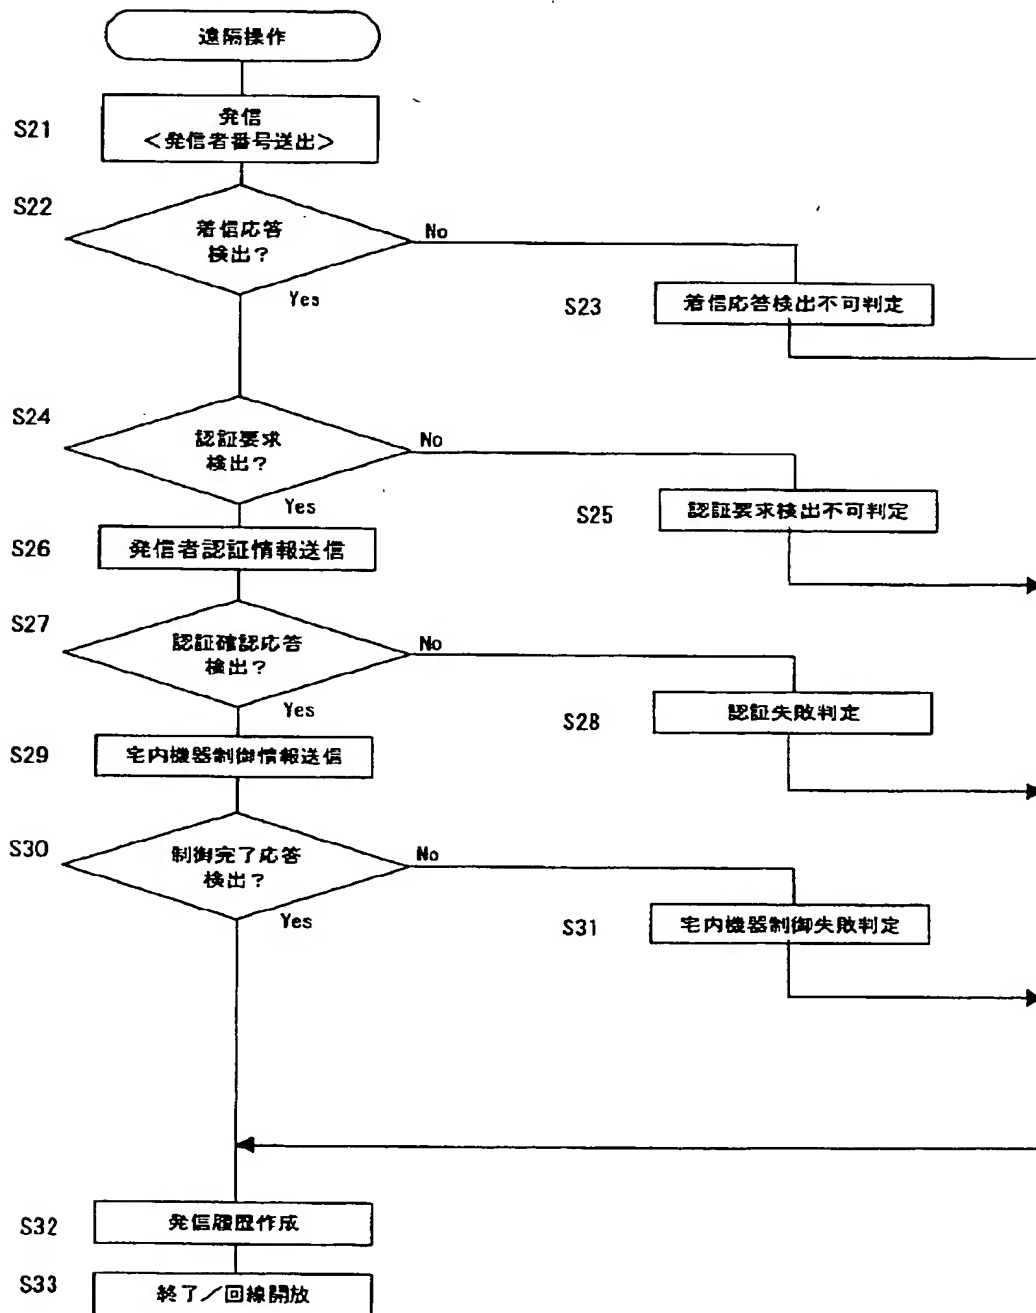 遠隔操作
S21
発信
<発信者番号送出>
S22
着信応答
検出?
No
Yes
S23
着信応答検出不可判定
S24
認証要求
検出?
No
Yes
S25
認証要求検出不可判定
S26
発信者認証情報送信
S27
認証確認応答
検出?
No
Yes
S28
認証失敗判定
S29
宅内機器制御情報送信
S30
制御完了応答
検出?
No
Yes
S31
宅内機器制御失敗判定
S32
発信履歴作成
S33
終了/回線開放